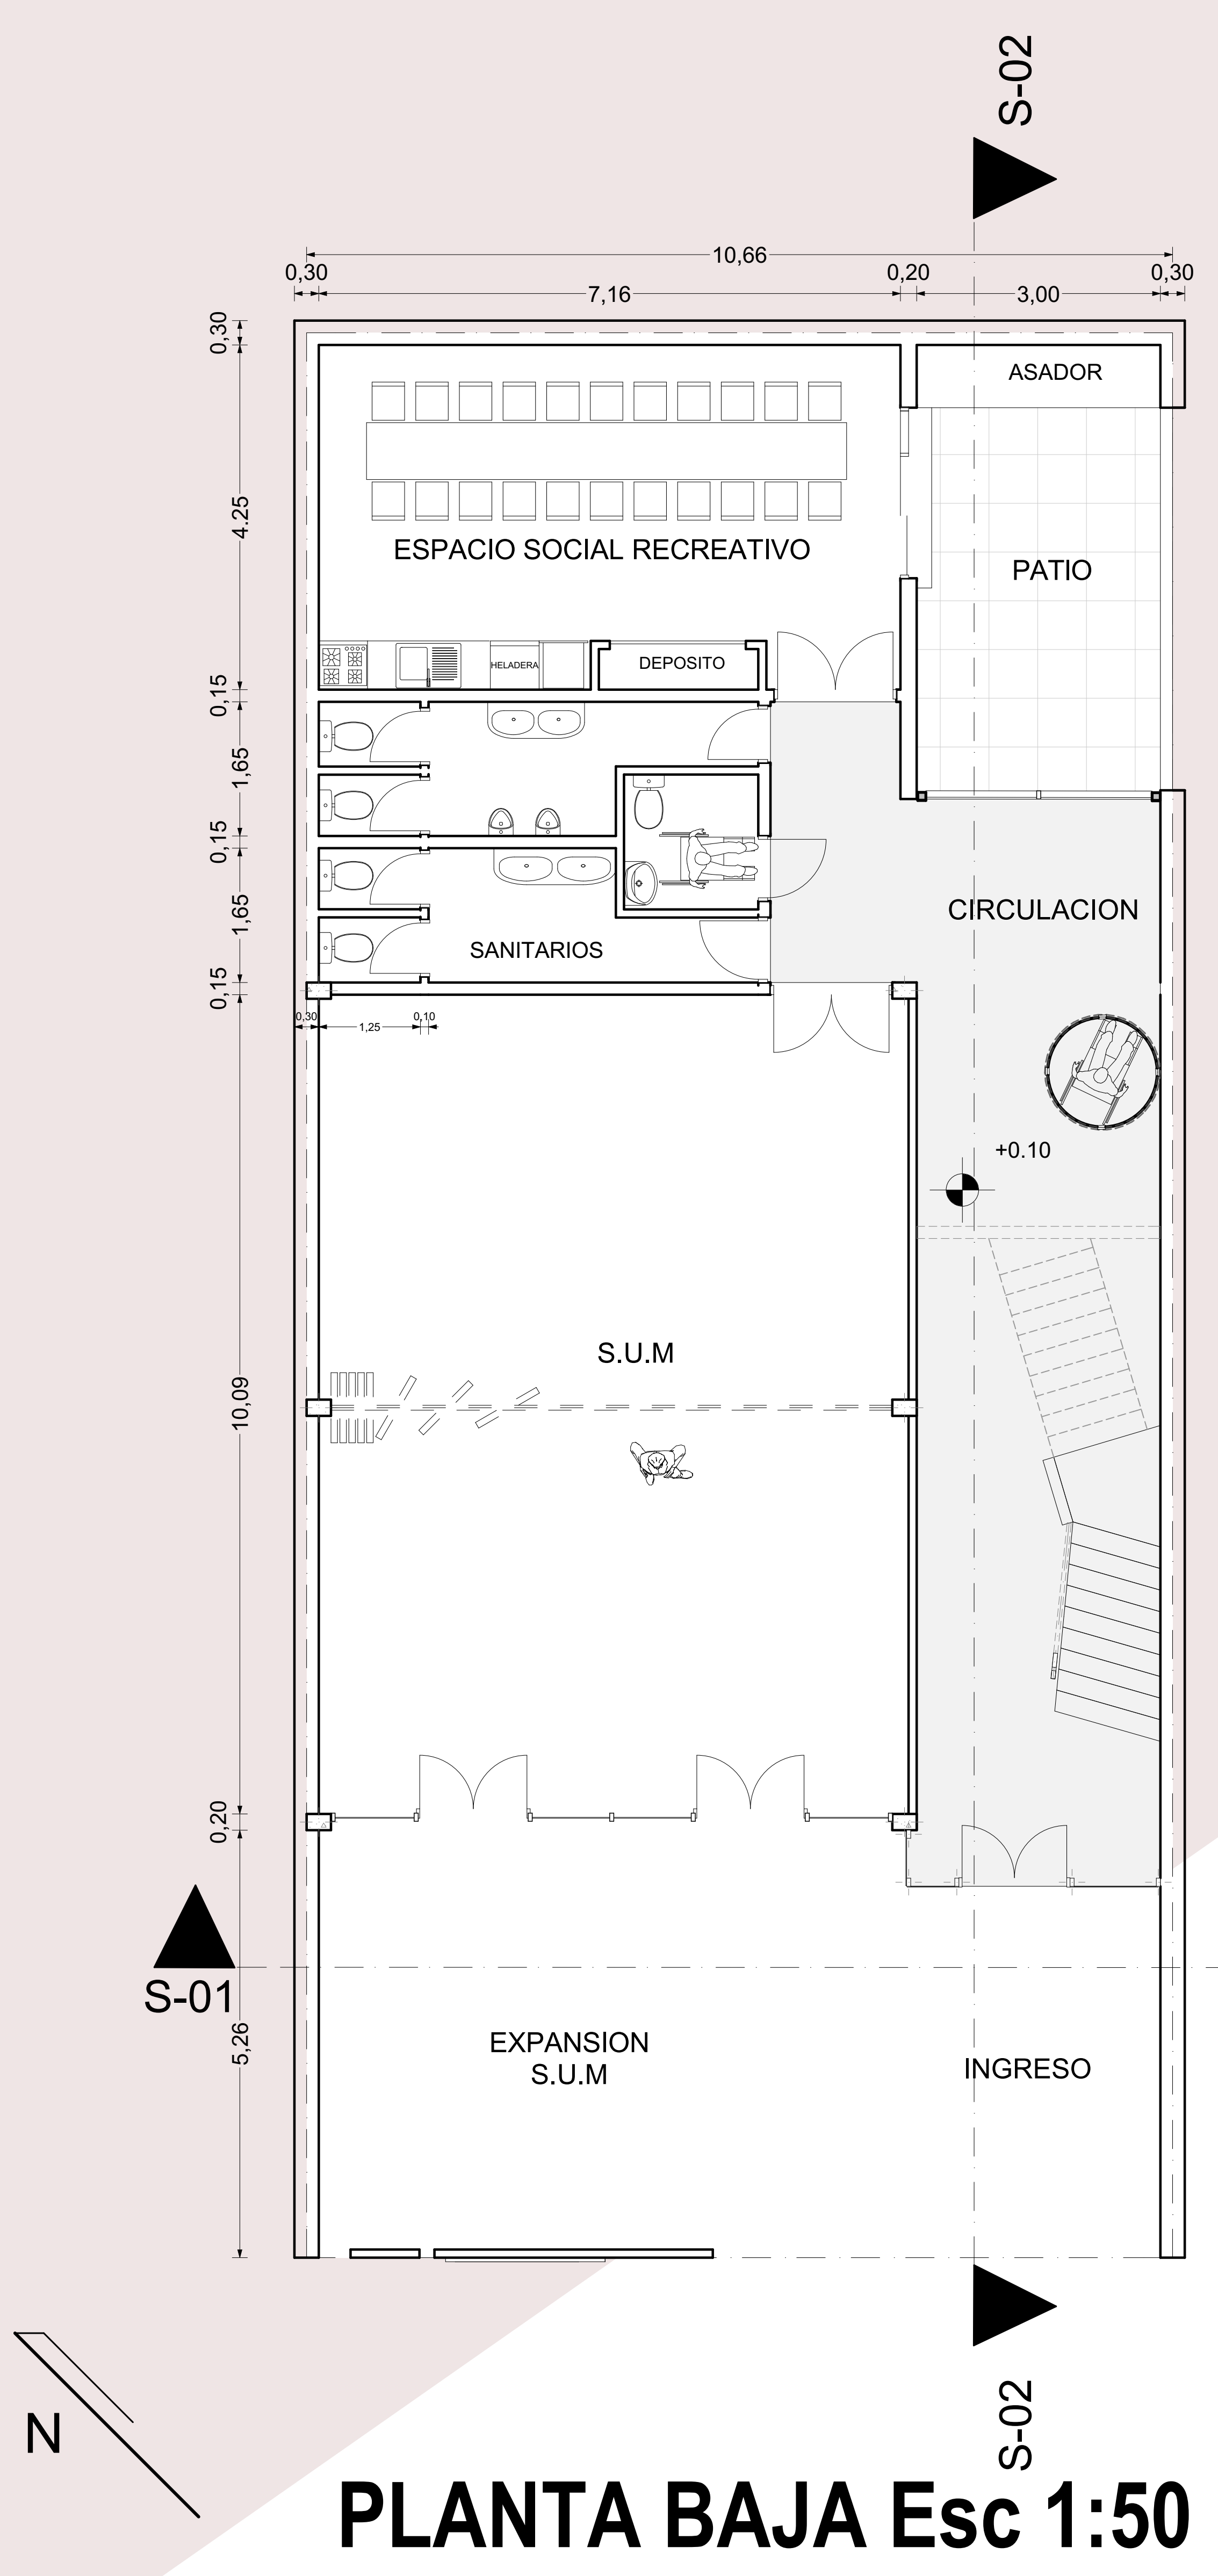 S-02
10,66
0,30
0,20
0,30
7,16
3,00
0,30
ASADOR
4.25
ESPACIO SOCIAL RECREATIVO
PATIO
HELADERA
DEPOSITO
0,15
1,65
0,15
CIRCULACION
1,65
SANITARIOS
0,15
0,30
1,25
0,10
+0.10
S.U.M
10,09
0,20
S-01
5,26
EXPANSION
S.U.M
INGRESO
N
S-02
PLANTA BAJA Esc 1:50